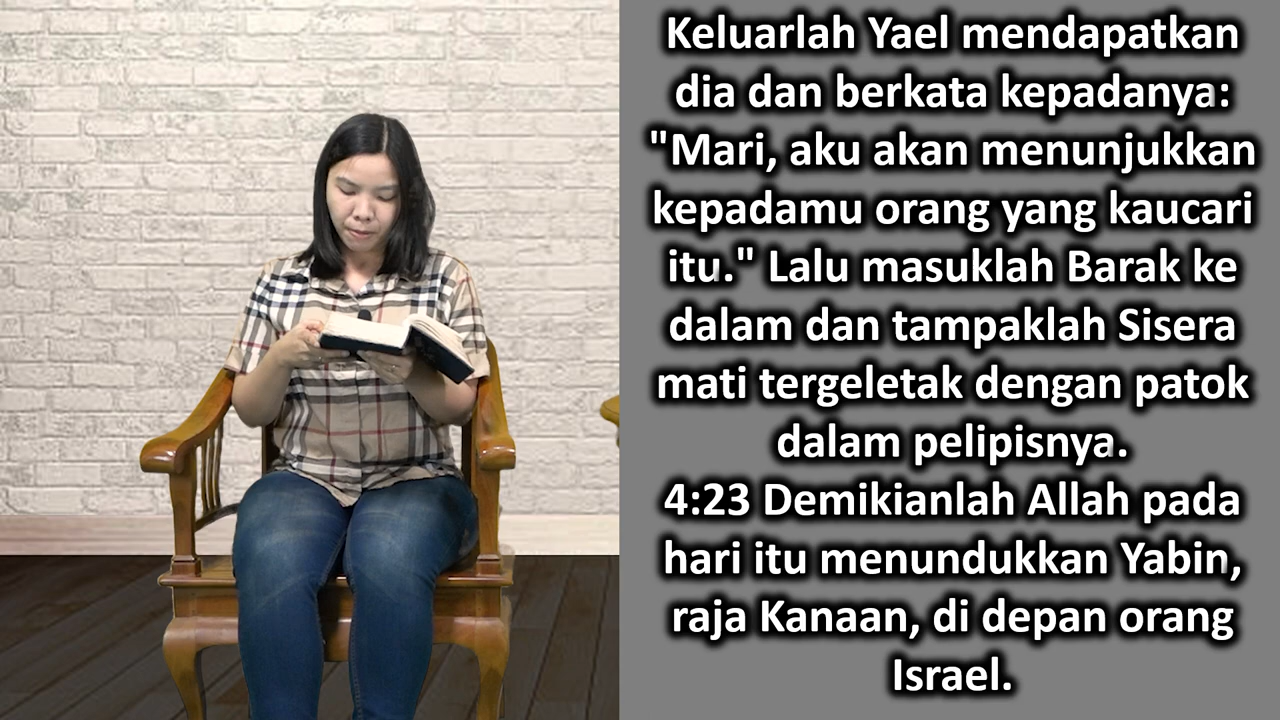 Keluarlah Yael mendapatkan
dia dan berkata kepadanya:
"Mari, aku akan menunjukkan
kepadamu orang yang kaucari
itu." Lalu masuklah Barak ke
dalam dan tampaklah Sisera
mati tergeletak dengan patok
dalam pelipisnya.
4:23 Demikianlah Allah pada
hari itu menundukkan Yabin,
raja Kanaan, di depan orang
Israel.